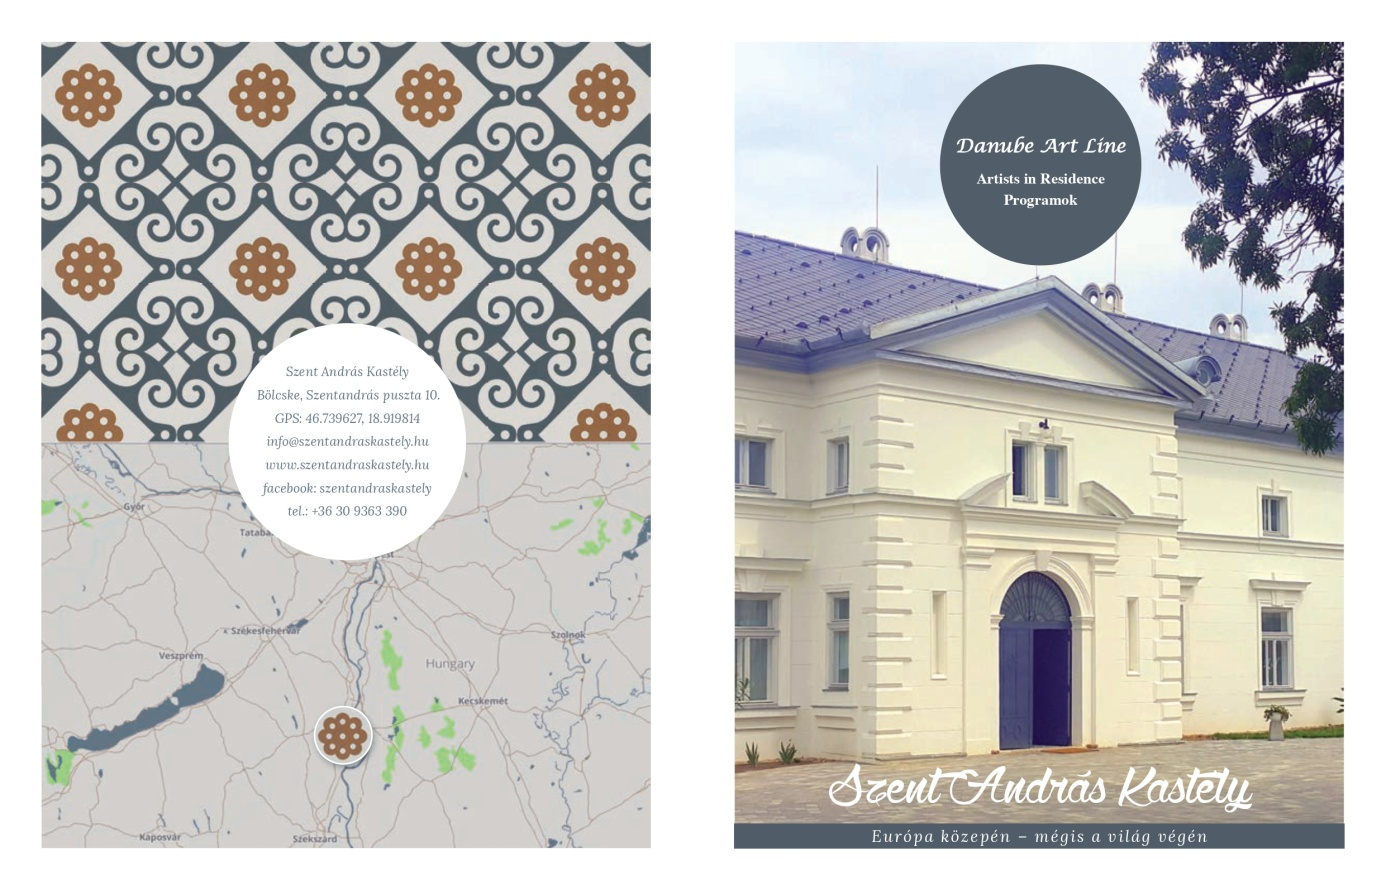 Szent András Kastély
Bölcske, Szentandrás puszta 10.
GPS: 46.739627, 18.919814
info@szentandraskastely.hu
www.szentandraskastely.hu
facebook: szentandraskastely
tel.: +36 30 9363 390
Győr
Székesfehérvár
Veszprém
Szolnok
Hungary
Kecskemét
Kaposvár
Szekszárd
Danube Art Line
Artists in Residence
Programok
Szent András Kastély
Európa közepén – mégis a világ végén